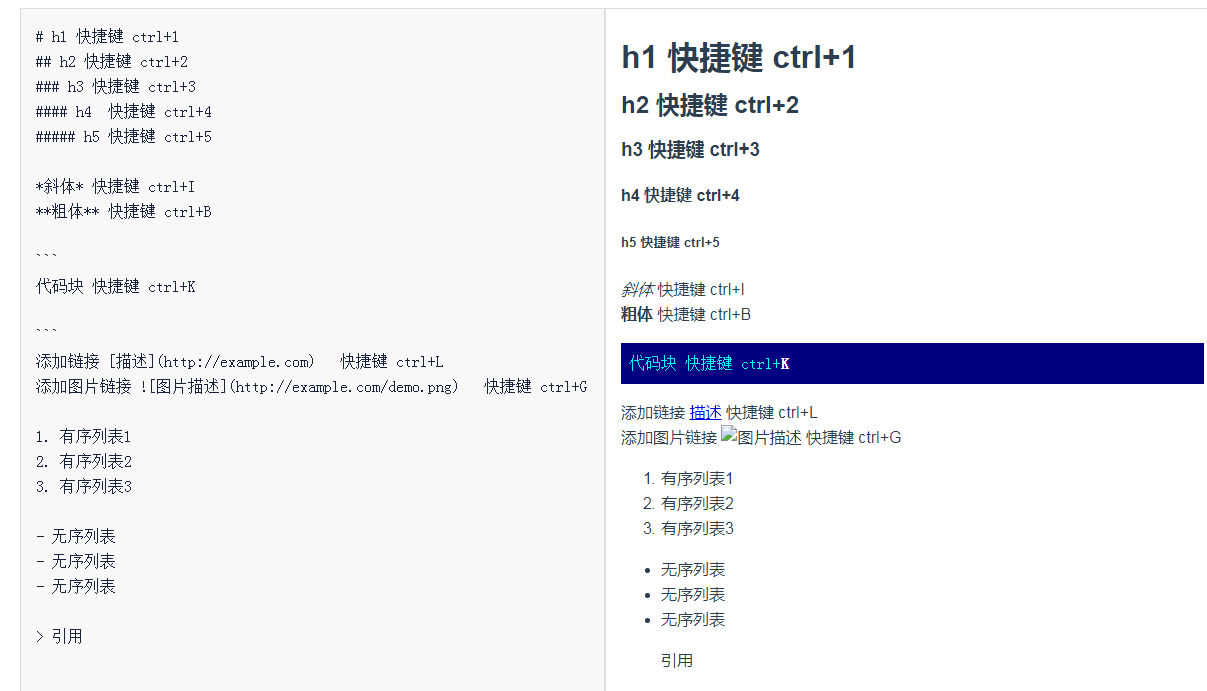 # h1 快捷键 ctrl+1
## h2 快捷键 ctrl+2
### h3 快捷键 ctrl+3
#### h4  快捷键 ctrl+4
##### h5 快捷键 ctrl+5
*斜体* 快捷键 ctrl+I
**粗体** 快捷键 ctrl+B
```
代码块 快捷键 ctrl+K
```
添加链接 [描述](http://example.com)   快捷键 ctrl+L
添加图片链接 ![图片描述](http://example.com/demo.png)   快捷键 ctrl+G
1. 有序列表1
2. 有序列表2
3. 有序列表3
- 无序列表
- 无序列表
- 无序列表
> 引用
h1 快捷键 ctrl+1
h2 快捷键 ctrl+2
h3 快捷键 ctrl+3
h4 快捷键 ctrl+4
h5 快捷键 ctrl+5
斜体 快捷键 ctrl+I
粗体 快捷键 ctrl+B
代码块 快捷键 ctrl+K
添加链接 描述 快捷键 ctrl+L
添加图片链接 图片描述 快捷键 ctrl+G
1. 有序列表1
2. 有序列表2
3. 有序列表3
• 无序列表
• 无序列表
• 无序列表
引用